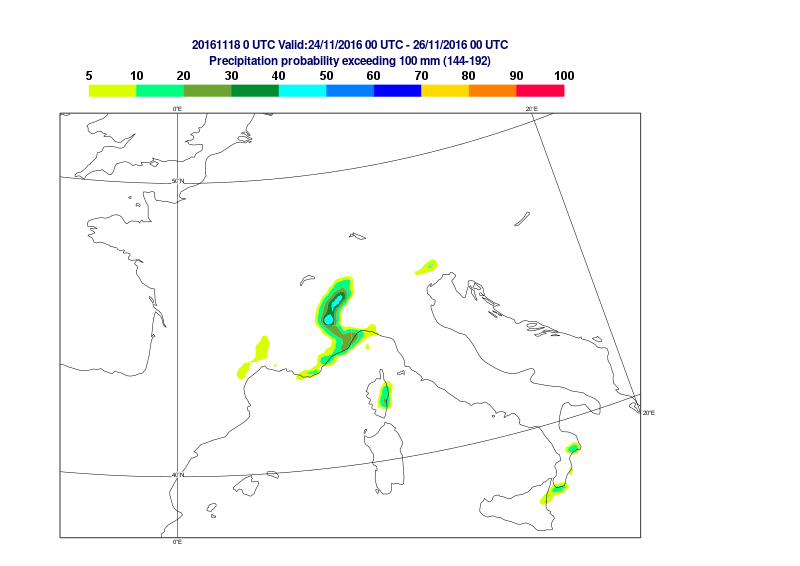 20161118 0 UTC Valid:24/11/2016 00 UTC - 26/11/2016 00 UTC
Precipitation probability exceeding 100 mm (144-192)
5 10 20 30 40 50 60 70 80 90 100
0°E 20°E
50°N
20°E
40°N
0°E